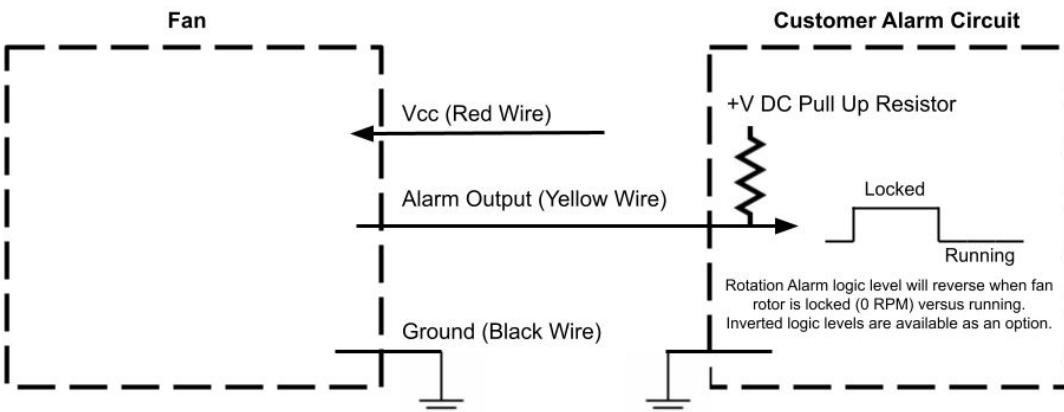 Fan
Customer Alarm Circuit
Vcc (Red Wire)
+V DC Pull Up Resistor
Alarm Output (Yellow Wire)
Locked
Running
Rotation Alarm logic level will reverse when fan
rotor is locked (0 RPM) versus running.
Inverted logic levels are available as an option.
Ground (Black Wire)